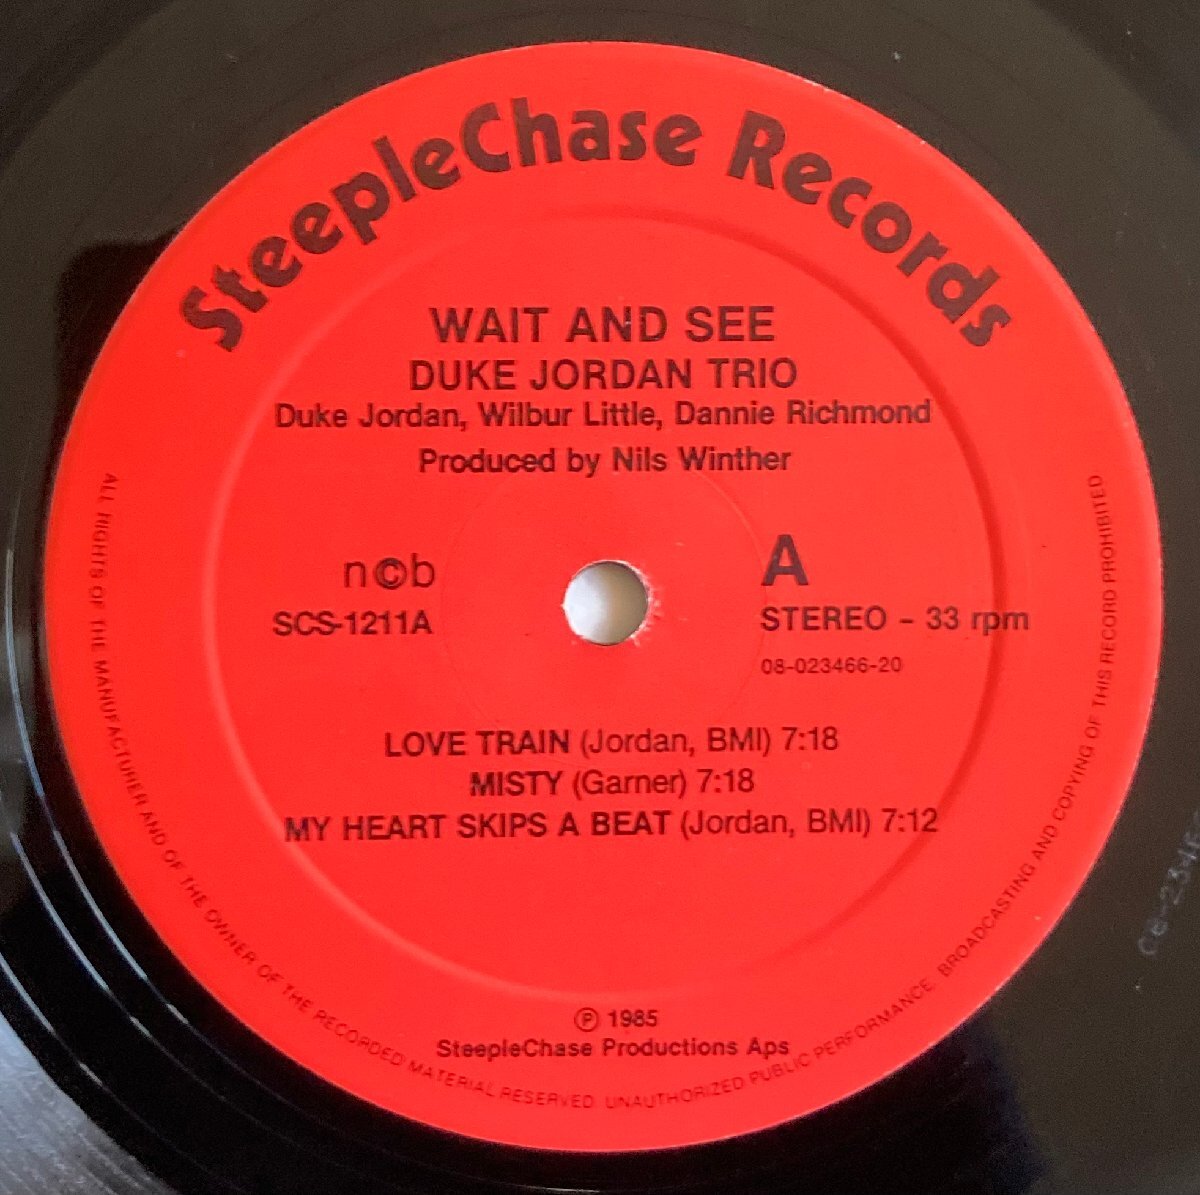 SteepleChase Records
WAIT AND SEE
DUKE JORDAN TRIO
Duke Jordan, Wilbur Little, Dannie Richmond
Produced by Nils Winther
n©b
SCS-1211A
A
STEREO - 33 rpm
08-023466-20
LOVE TRAIN (Jordan, BMI) 7:18
MISTY (Garner) 7:18
MY HEART SKIPS A BEAT (Jordan, BMI) 7:12
℗ 1985
SteepleChase Productions Aps
ALL RIGHTS OF THE MANUFACTURER AND OF THE OWNER OF THE RECORDED MATERIAL RESERVED. UNAUTHORIZED PUBLIC PERFORMANCE. BROADCASTING AND COPYING OF THIS RECORD PROHIBITED